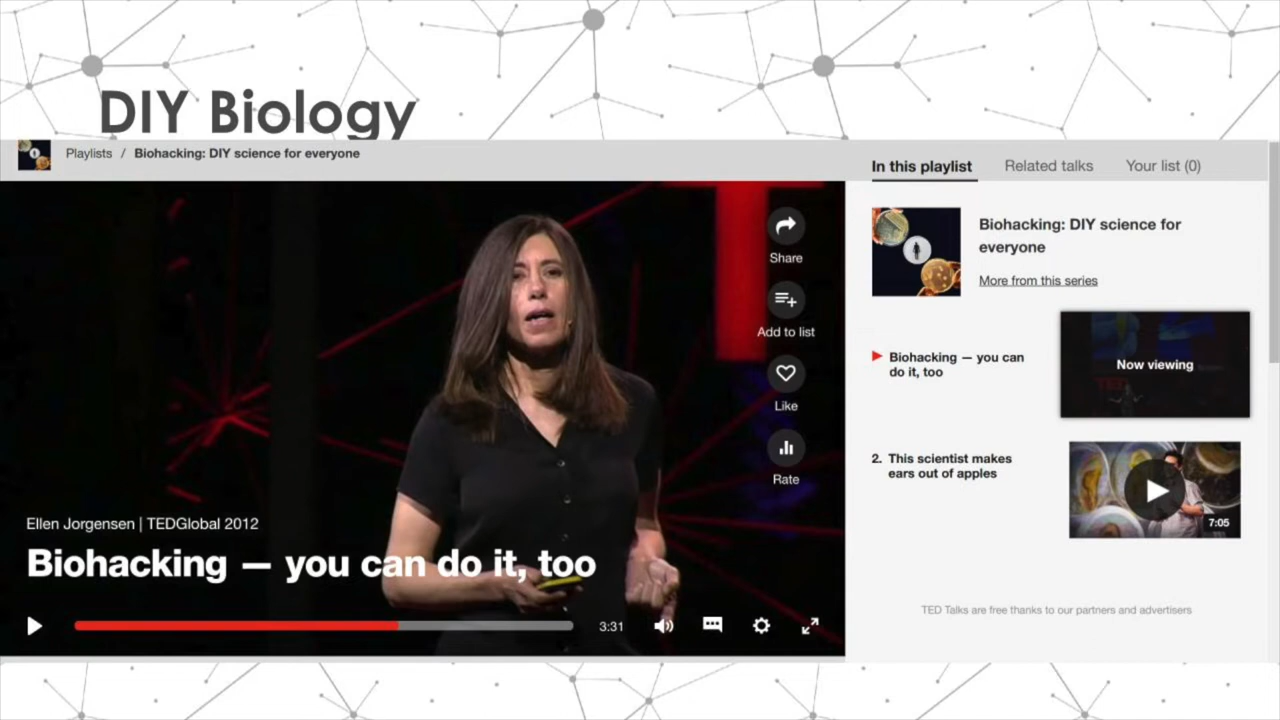 DIY Biology
Playlists / Biohacking: DIY science for everyone
In this playlist
Related talks
Your list (0)
Share
Add to list
Like
Rate
Ellen Jorgensen | TEDGlobal 2012
Biohacking — you can do it, too
3:31
Biohacking: DIY science for
everyone
More from this series
Biohacking — you can
do it, too
Now viewing
TED
2. This scientist makes
ears out of apples
7:05
TED Talks are free thanks to our partners and advertisers